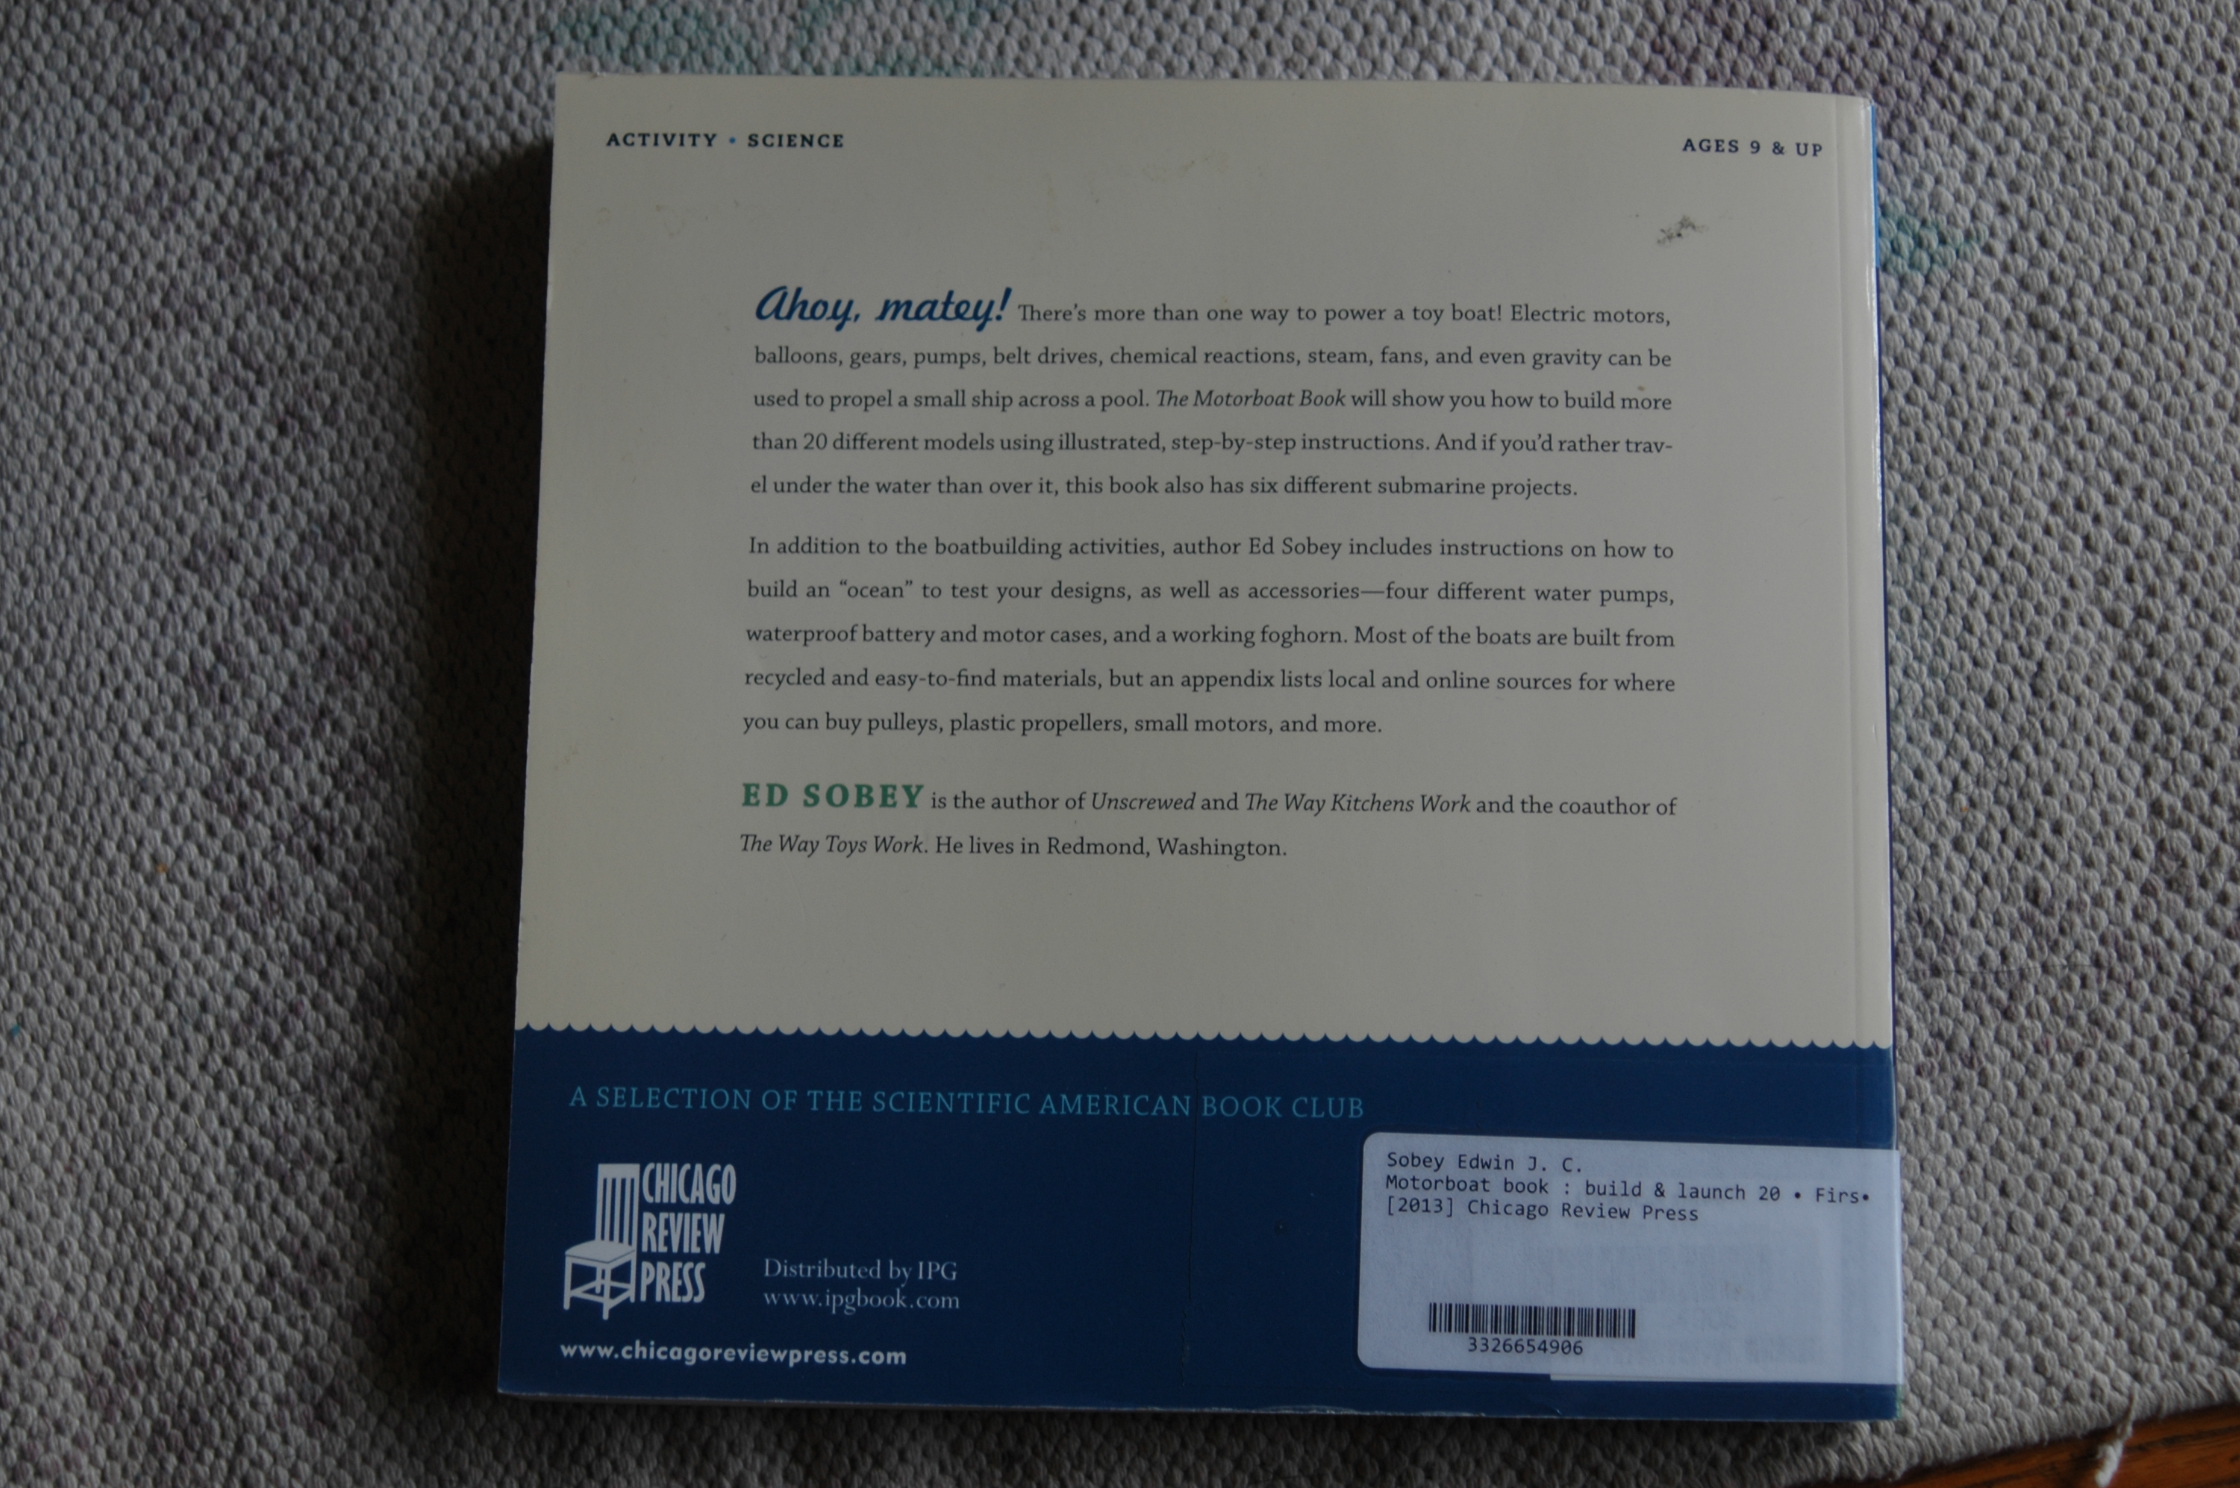 ACTIVITY • SCIENCE
AGES 9 & UP
Ahoy, matey! There's more than one way to power a toy boat! Electric motors,
balloons, gears, pumps, belt drives, chemical reactions, steam, fans, and even gravity can be
used to propel a small ship across a pool. The Motorboat Book will show you how to build more
than 20 different models using illustrated, step-by-step instructions. And if you'd rather trav-
el under the water than over it, this book also has six different submarine projects.
In addition to the boatbuilding activities, author Ed Sobey includes instructions on how to
build an “ocean” to test your designs, as well as accessories—four different water pumps,
waterproof battery and motor cases, and a working foghorn. Most of the boats are built from
recycled and easy-to-find materials, but an appendix lists local and online sources for where
you can buy pulleys, plastic propellers, small motors, and more.
ED SOBEY is the author of Unscrewed and The Way Kitchens Work and the coauthor of
The Way Toys Work. He lives in Redmond, Washington.
A SELECTION OF THE SCIENTIFIC AMERICAN BOOK CLUB
CHICAGO
REVIEW
PRESS
Distributed by IPG
www.ipgbook.com
www.chicagoreviewpress.com
Sobey Edwin J. C.
Motorboat book : build & launch 20 • Firs•
[2013] Chicago Review Press
3326654906